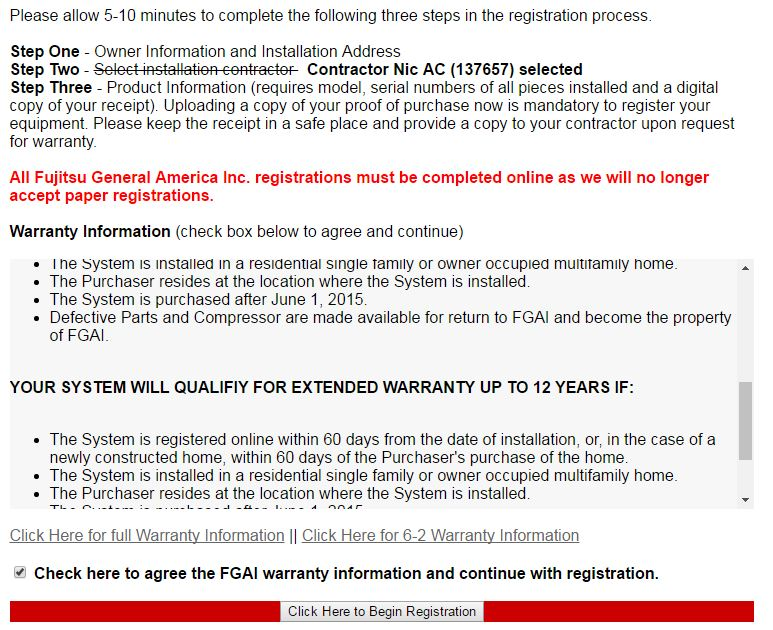 Please allow 5-10 minutes to complete the following three steps in the registration process.
Step One - Owner Information and Installation Address
Step Two - Select installation contractor  Contractor Nic AC (137657) selected
Step Three - Product Information (requires model, serial numbers of all pieces installed and a digital
copy of your receipt). Uploading a copy of your proof of purchase now is mandatory to register your
equipment. Please keep the receipt in a safe place and provide a copy to your contractor upon request
for warranty.
All Fujitsu General America Inc. registrations must be completed online as we will no longer
accept paper registrations.
Warranty Information (check box below to agree and continue)
• The System is installed in a residential single family or owner occupied multifamily home.
• The Purchaser resides at the location where the System is installed.
• The System is purchased after June 1, 2015.
• Defective Parts and Compressor are made available for return to FGAI and become the property
of FGAI.
YOUR SYSTEM WILL QUALIFIY FOR EXTENDED WARRANTY UP TO 12 YEARS IF:
• The System is registered online within 60 days from the date of installation, or, in the case of a
newly constructed home, within 60 days of the Purchaser's purchase of the home.
• The System is installed in a residential single family or owner occupied multifamily home.
• The Purchaser resides at the location where the System is installed.
The System is purchased after June 1, 2015
Click Here for full Warranty Information || Click Here for 6-2 Warranty Information
Check here to agree the FGAI warranty information and continue with registration.
Click Here to Begin Registration